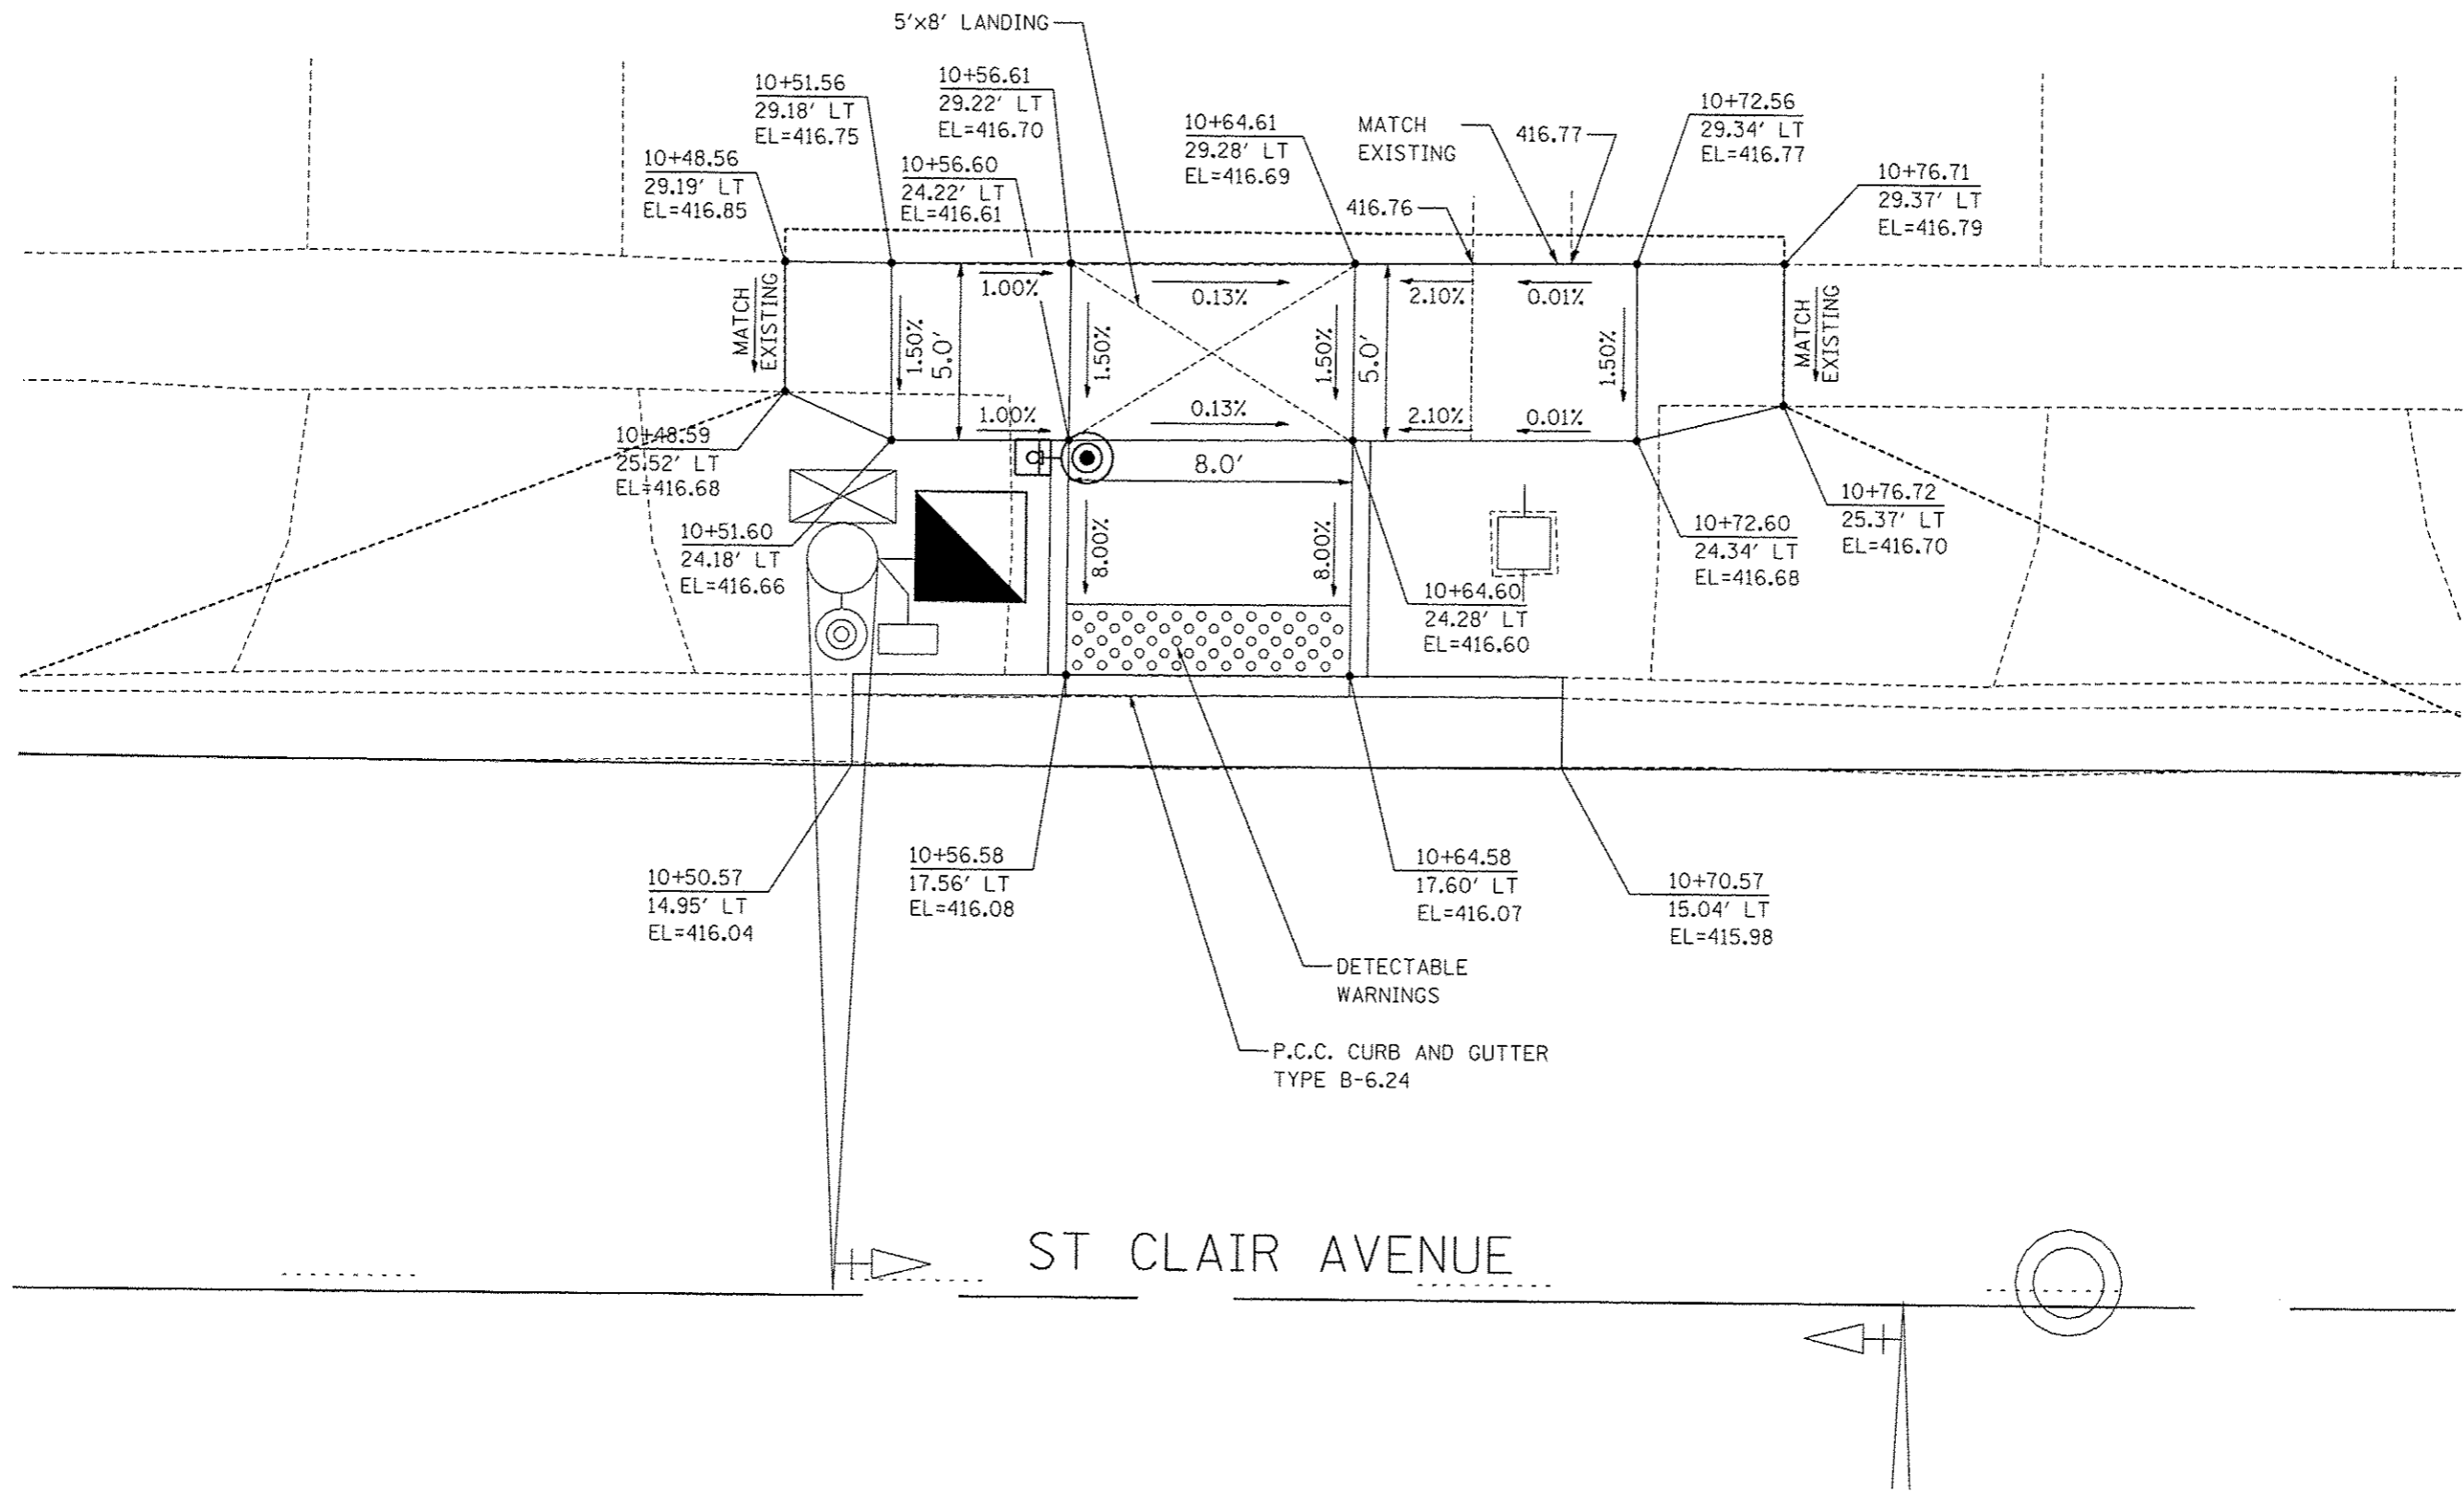 5'x8' LANDING
10+56.61
29.22' LT
EL=416.70
10+51.56
29.18' LT
EL=416.75
10+72.56
29.34' LT
EL=416.77
10+64.61
29.28' LT
EL=416.69
MATCH
EXISTING
416.77
10+48.56
29.19' LT
EL=416.85
10+56.60
24.22' LT
EL=416.61
10+76.71
29.37' LT
EL=416.79
416.76
MATCH
EXISTING
1.50%
5.0'
1.00%
1.50%
0.13%
1.50%
5.0'
2.10%
0.01%
1.50%
MATCH
EXISTING
1.00%
0.13%
2.10%
0.01%
10+48.59
25.52' LT
EL=416.68
8.0'
10+76.72
25.37' LT
EL=416.70
10+51.60
24.18' LT
EL=416.66
8.00%
8.00%
10+72.60
24.34' LT
EL=416.68
10+64.60
24.28' LT
EL=416.60
10+50.57
14.95' LT
EL=416.04
10+56.58
17.56' LT
EL=416.08
10+64.58
17.60' LT
EL=416.07
10+70.57
15.04' LT
EL=415.98
DETECTABLE
WARNINGS
P.C.C. CURB AND GUTTER
TYPE B-6.24
ST CLAIR AVENUE